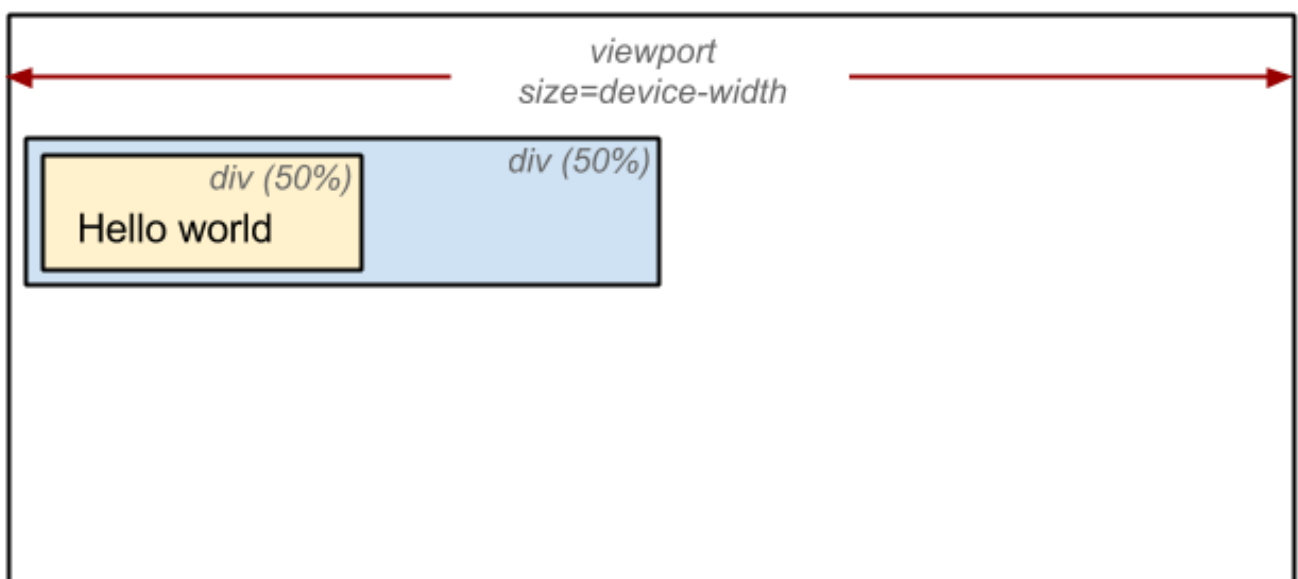 viewport
size=device-width
div (50%)
div (50%)
Hello world